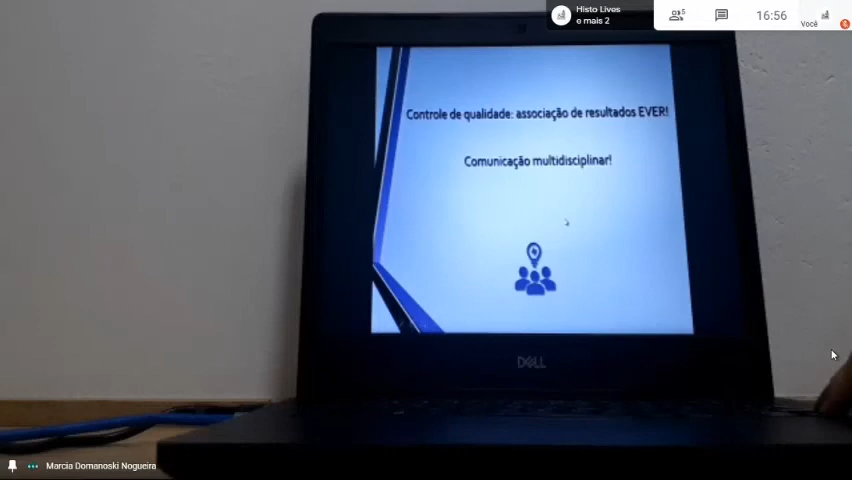 Histo Lives
e mais 2
5
16:56
Você
Controle de qualidade: associação de resultados EVER!
Comunicação multidisciplinar!
DELL
Marcia Domanoski Nogueira